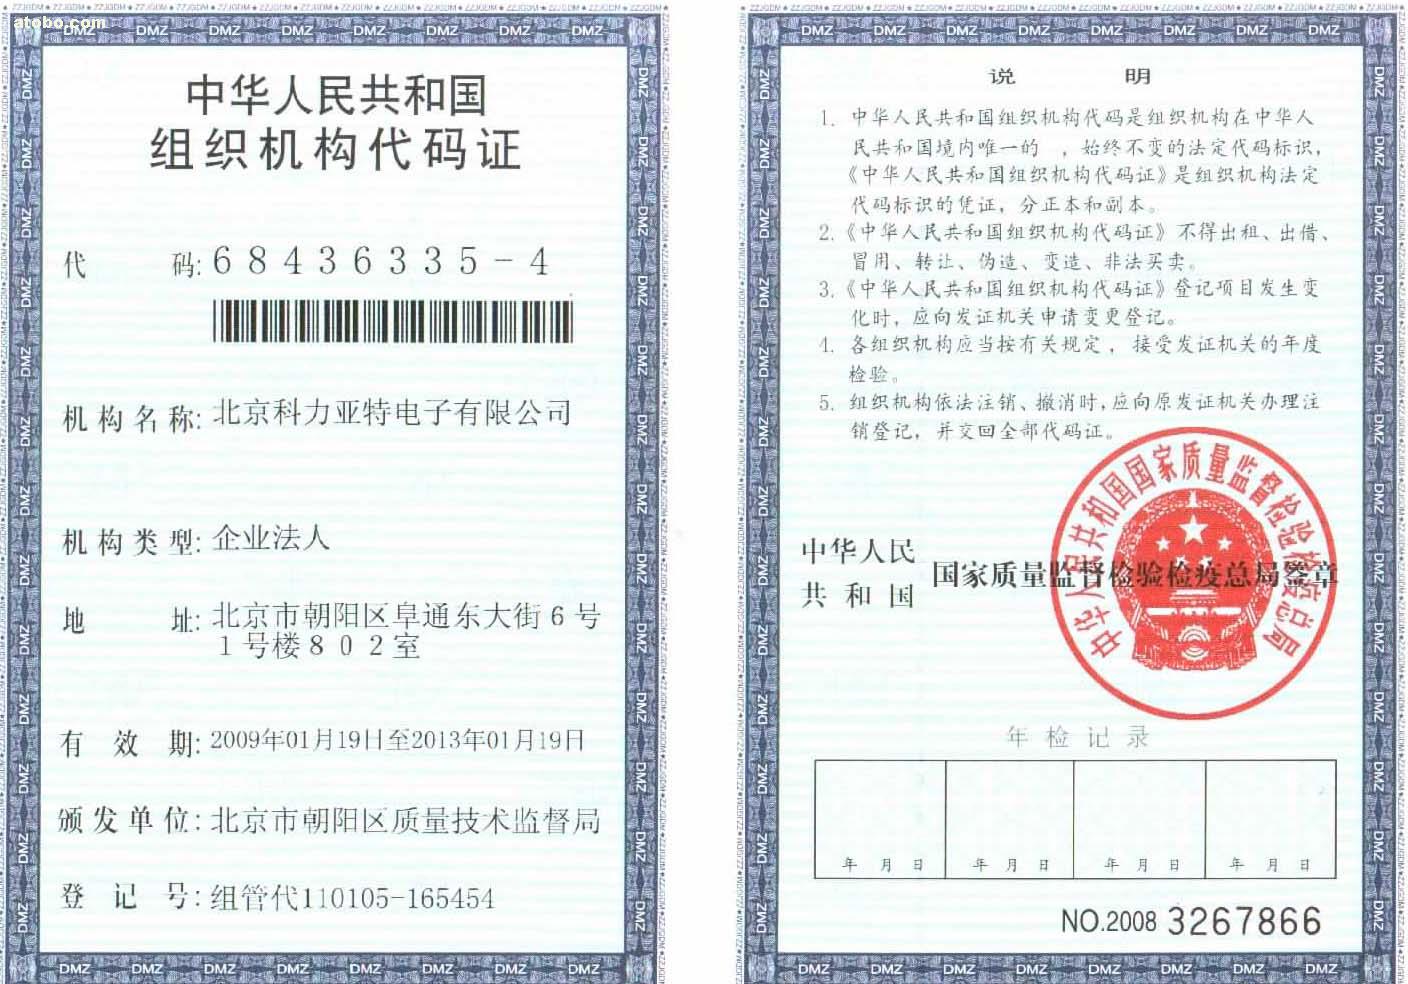 atobo.com
中华人民共和国
组织机构代码证
代 码: 68436335-4
机构名称: 北京科力亚特电子有限公司
机构类型: 企业法人
地 址: 北京市朝阳区阜通东大街6号
1号楼802室
有 效 期: 2009年01月19日至2013年01月19日
颁发单位: 北京市朝阳区质量技术监督局
登 记 号: 组管代110105-165454
说 明
1. 中华人民共和国组织机构代码是组织机构在中华人
民共和国境内唯一的 ，始终不变的法定代码标识，
《中华人民共和国组织机构代码证》是组织机构法定
代码标识的凭证，分正本和副本。
2.《中华人民共和国组织机构代码证》不得出租、出借、
冒用、转让、伪造、变造、非法买卖。
3.《中华人民共和国组织机构代码证》登记项目发生变
化时，应向发证机关申请变更登记。
4. 各组织机构应当按有关规定，接受发证机关的年度
检验。
5. 组织机构依法注销、撤消时，应向原发证机关办理注
销登记，并交回全部代码证。
中华人民
共和国
国家质量监督检验检疫总局签章
中华人民共和国国家质量监督检验检疫总局
年检记录
年 月 日 年 月 日 年 月 日 年 月 日
NO.2008 3267866